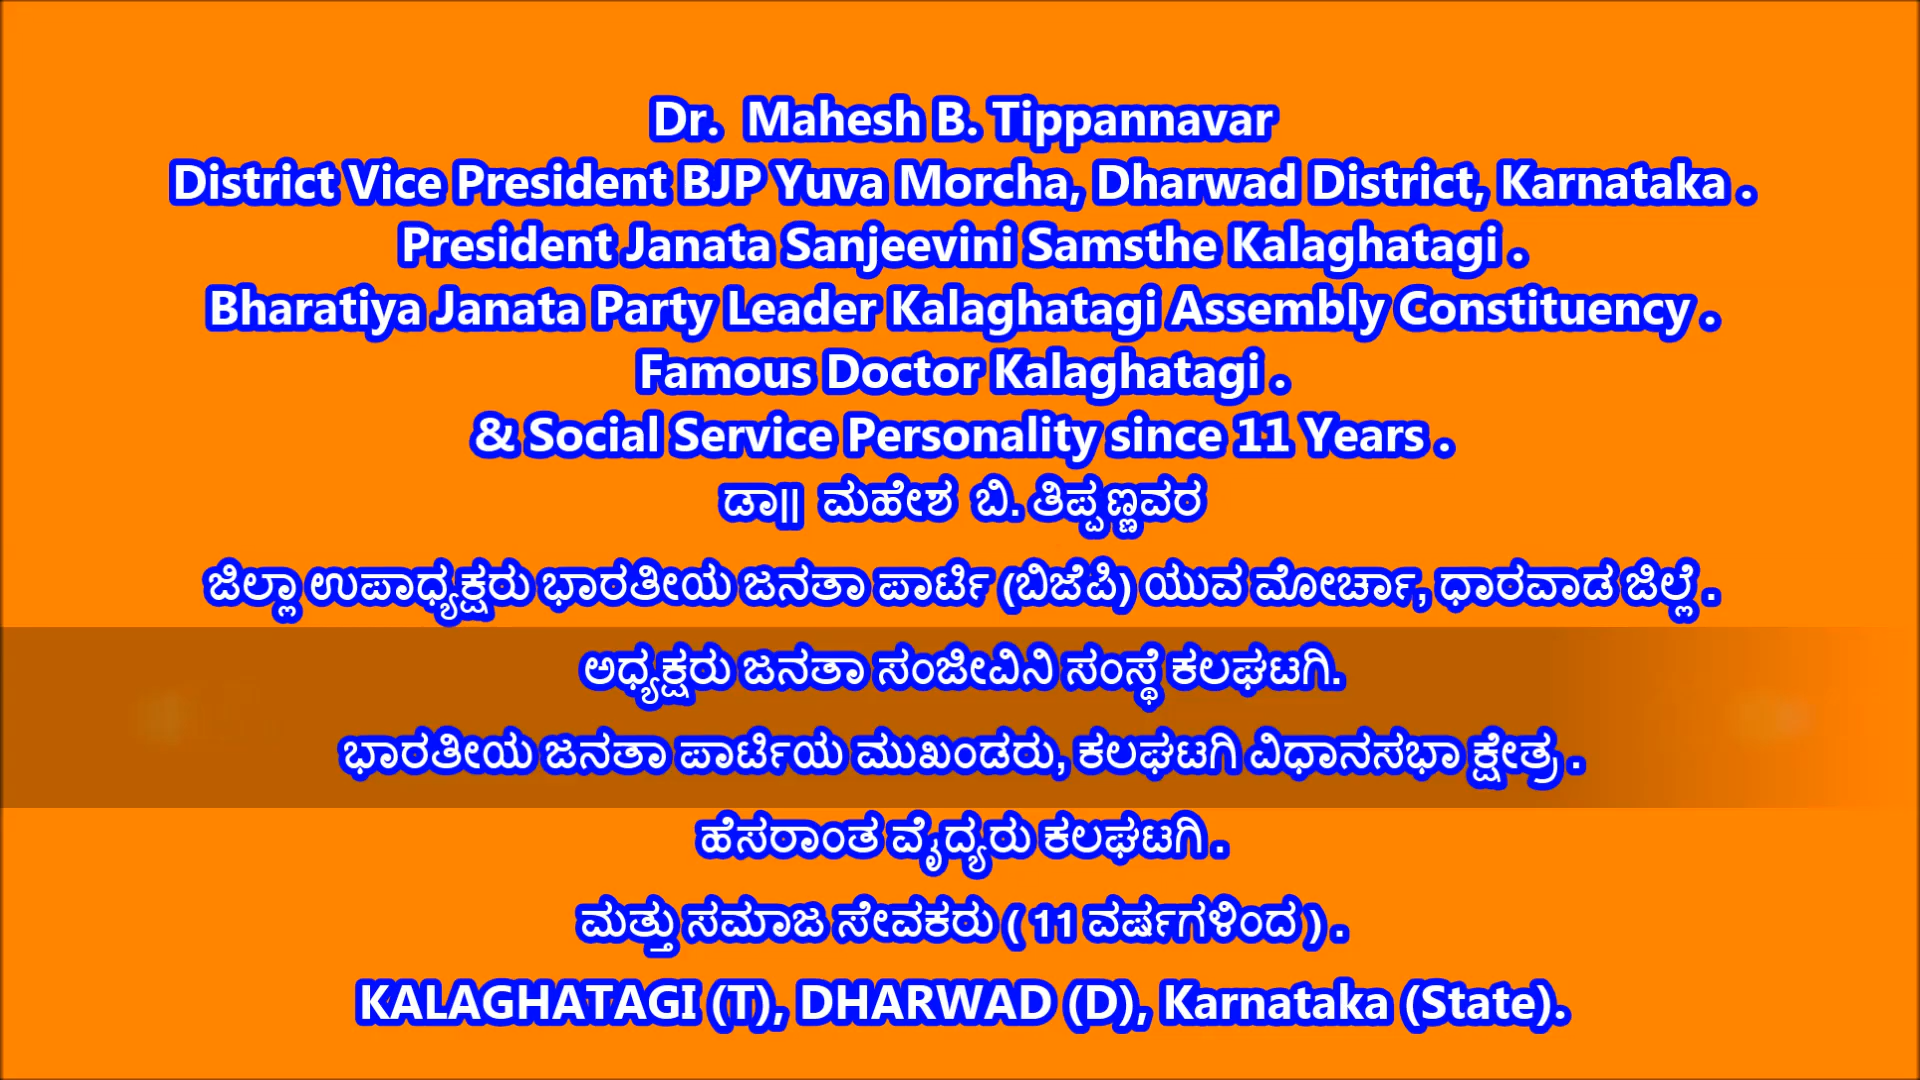 Dr. Mahesh B. Tippannavar
District Vice President BJP Yuva Morcha, Dharwad District, Karnataka .
President Janata Sanjeevini Samsthe Kalaghatagi .
Bharatiya Janata Party Leader Kalaghatagi Assembly Constituency .
Famous Doctor Kalaghatagi .
& Social Service Personality since 11 Years .
ಡಾ|| ಮಹೇಶ ಬಿ. ತಿಪ್ಪಣ್ಣವರ
ಜಿಲ್ಲಾ ಉಪಾಧ್ಯಕ್ಷರು ಭಾರತೀಯ ಜನತಾ ಪಾರ್ಟಿ (ಬಿಜೆಪಿ) ಯುವ ಮೋರ್ಚಾ, ಧಾರವಾಡ ಜಿಲ್ಲೆ .
ಅಧ್ಯಕ್ಷರು ಜನತಾ ಸಂಜೀವಿನಿ ಸಂಸ್ಥೆ ಕಲಘಟಗಿ.
ಭಾರತೀಯ ಜನತಾ ಪಾರ್ಟಿಯ ಮುಖಂಡರು, ಕಲಘಟಗಿ ವಿಧಾನಸಭಾ ಕ್ಷೇತ್ರ .
ಹೆಸರಾಂತ ವೈದ್ಯರು ಕಲಘಟಗಿ .
ಮತ್ತು ಸಮಾಜ ಸೇವಕರು ( 11 ವರ್ಷಗಳಿಂದ ) .
KALAGHATAGI (T), DHARWAD (D), Karnataka (State).